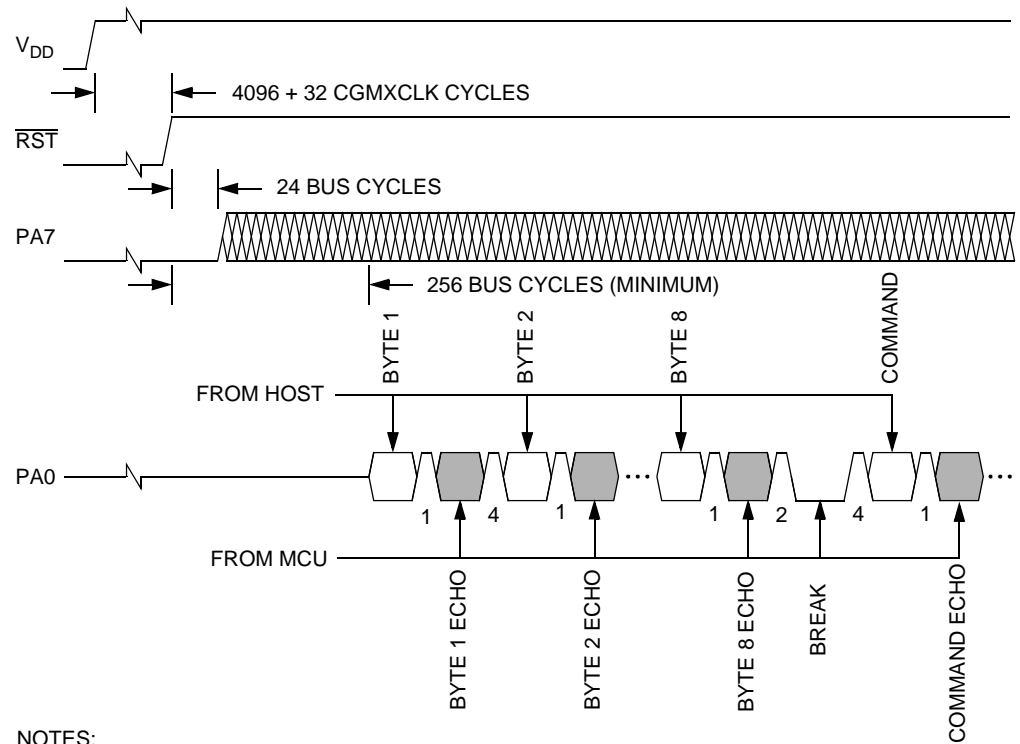 VDD
4096 + 32 CGMXCLK CYCLES
RST
24 BUS CYCLES
PA7
256 BUS CYCLES (MINIMUM)
BYTE 1
BYTE 2
BYTE 8
COMMAND
FROM HOST
PA0
1
4
1
1
2
4
1
FROM MCU
BYTE 1 ECHO
BYTE 2 ECHO
BYTE 8 ECHO
BREAK
COMMAND ECHO
NOTES: